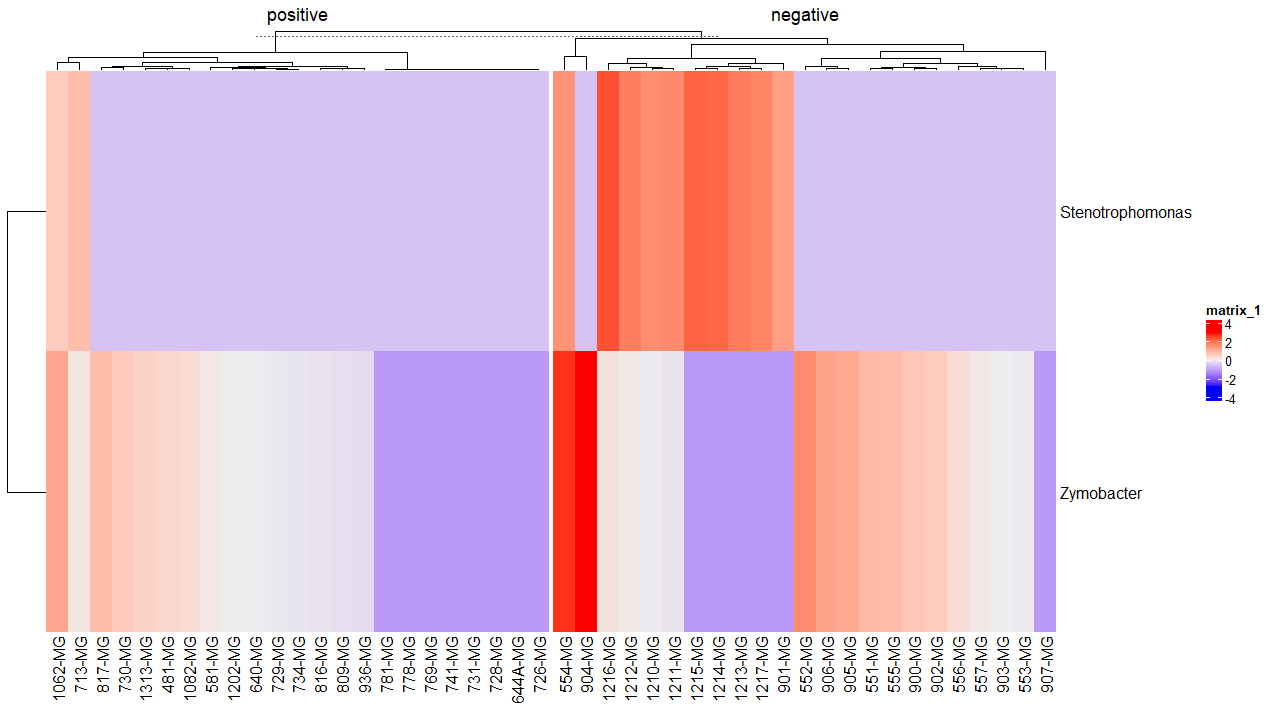 positive negative
Stenotrophomonas
Zymobacter
matrix_1
4
2
0
-2
-4
1062-MG
713-MG
817-MG
730-MG
1313-MG
481-MG
1082-MG
581-MG
1202-MG
640-MG
729-MG
734-MG
816-MG
809-MG
936-MG
781-MG
778-MG
769-MG
741-MG
731-MG
728-MG
644A-MG
726-MG
554-MG
904-MG
1216-MG
1212-MG
1210-MG
1211-MG
1215-MG
1214-MG
1213-MG
1217-MG
901-MG
552-MG
906-MG
905-MG
551-MG
555-MG
900-MG
902-MG
556-MG
557-MG
903-MG
553-MG
907-MG